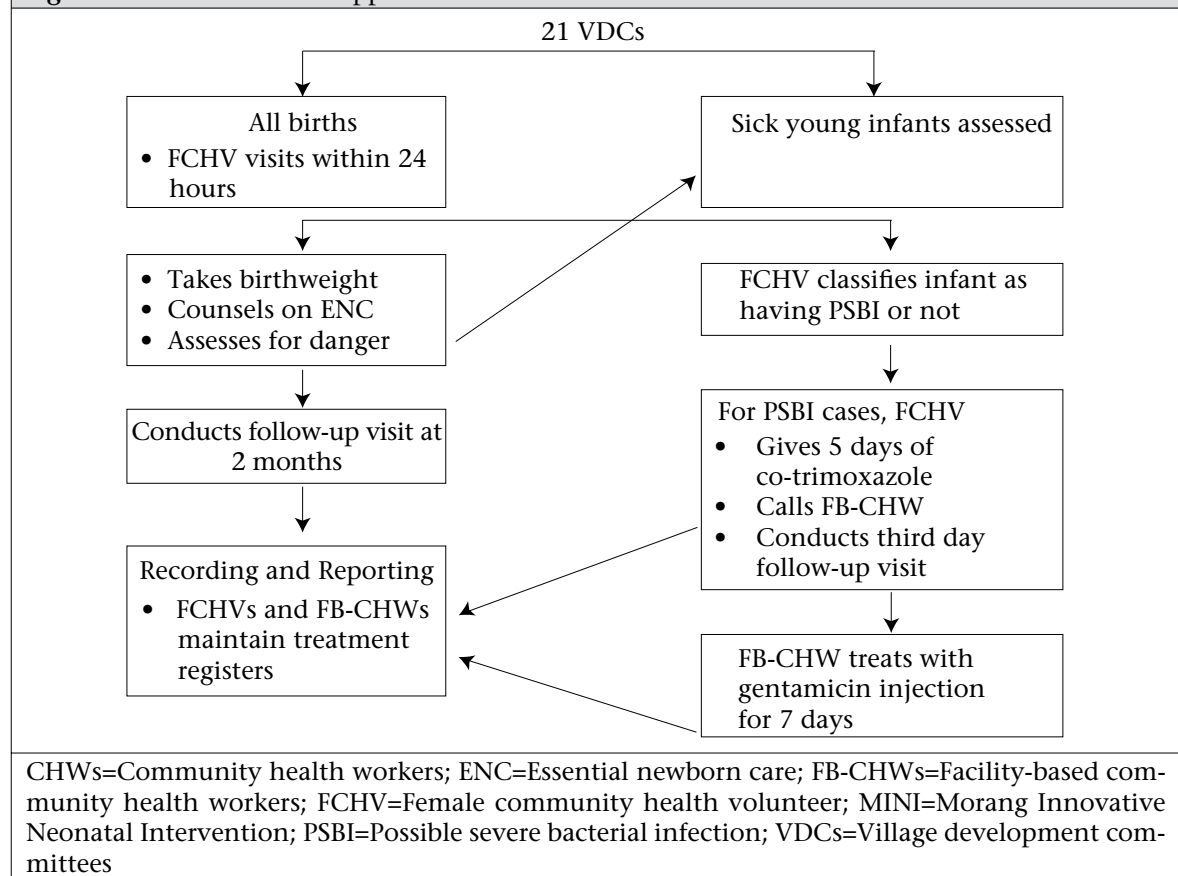 21 VDCs
All births
• FCHV visits within 24
hours
Sick young infants assessed
• Takes birthweight
• Counsels on ENC
• Assesses for danger
FCHV classifies infant as
having PSBI or not
Conducts follow-up visit at
2 months
For PSBI cases, FCHV
• Gives 5 days of
co-trimoxazole
• Calls FB-CHW
• Conducts third day
follow-up visit
Recording and Reporting
• FCHVs and FB-CHWs
maintain treatment
registers
FB-CHW treats with
gentamicin injection
for 7 days
CHWs=Community health workers; ENC=Essential newborn care; FB-CHWs=Facility-based com-
munity health workers; FCHV=Female community health volunteer; MINI=Morang Innovative
Neonatal Intervention; PSBI=Possible severe bacterial infection; VDCs=Village development com-
mittees